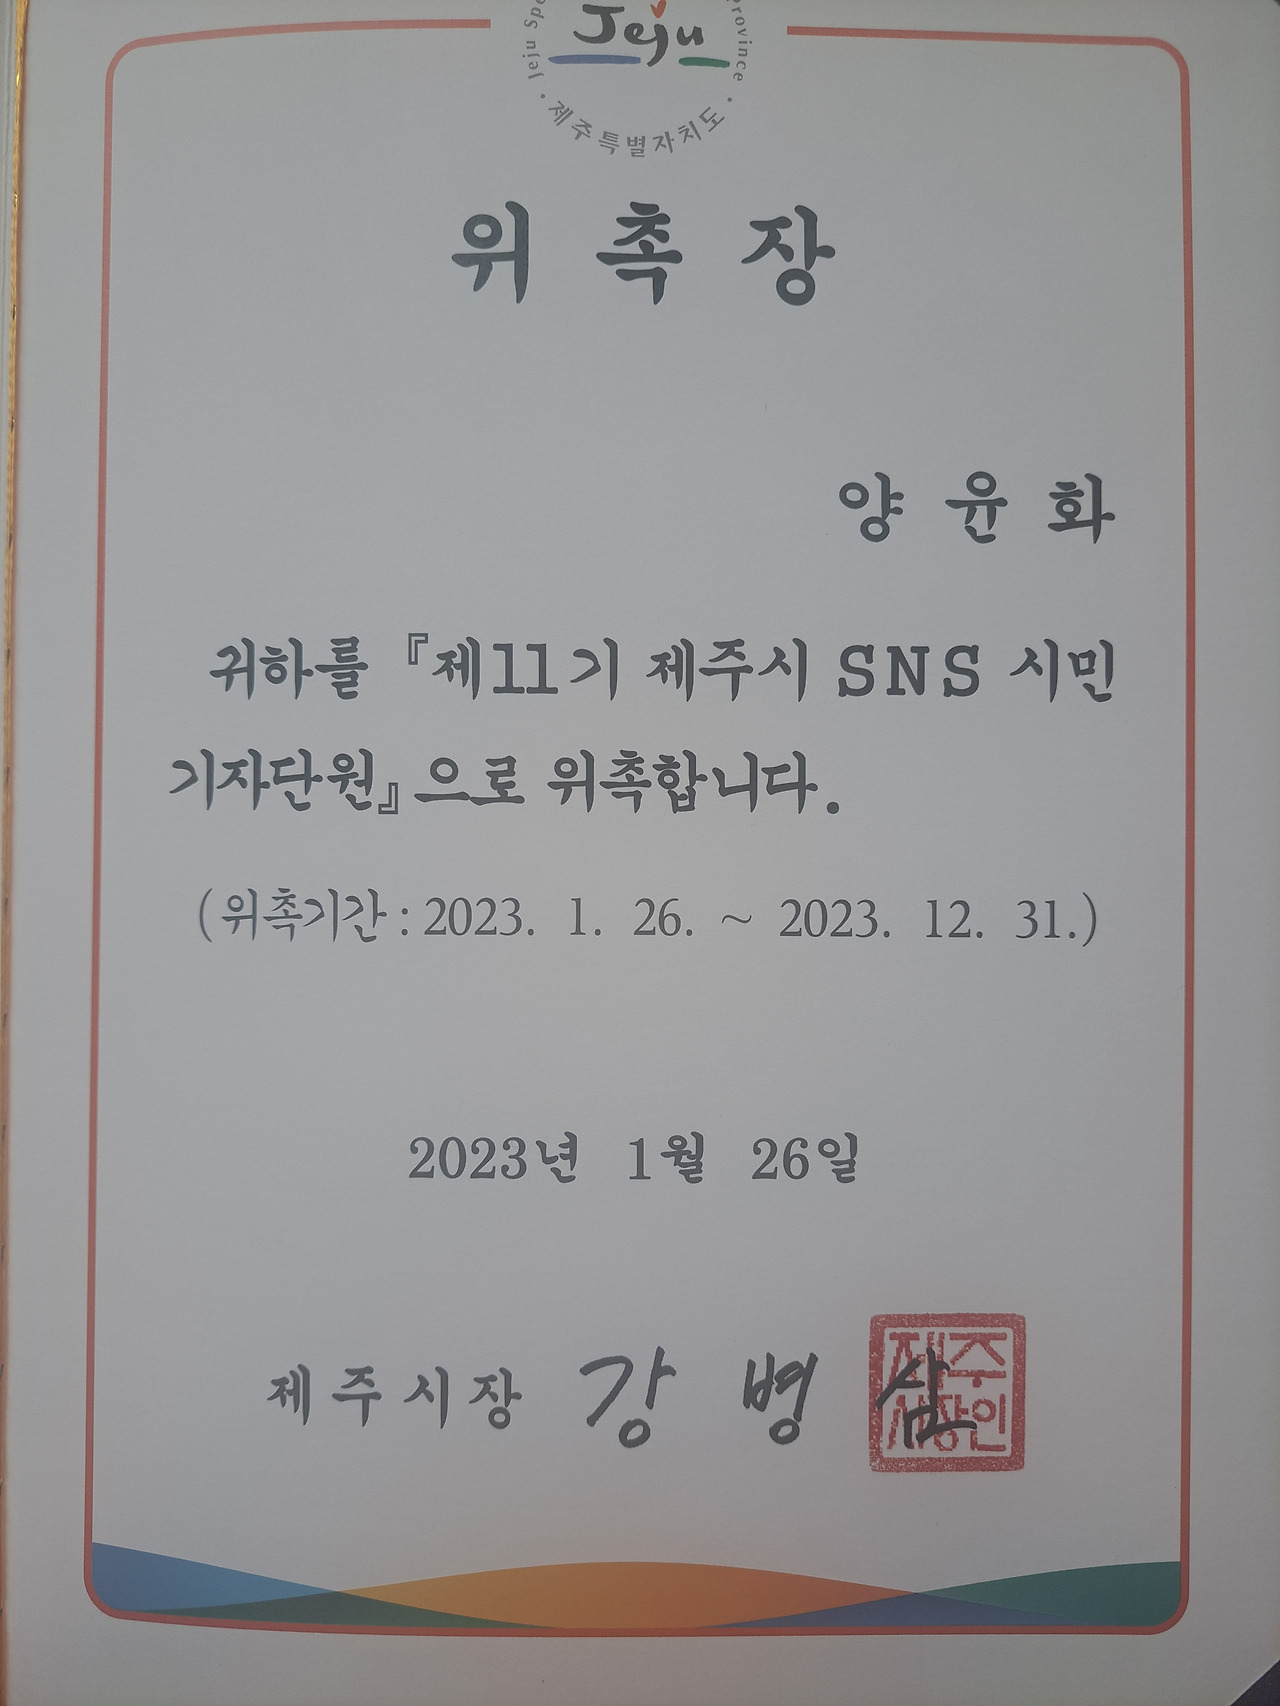 Jeju Spe
Jeju
province
· 제주특별자치도 ·
위 촉 장
양 윤 화
귀하를 『제11기 제주시 SNS 시민
기자단원』으로 위촉합니다.
(위촉기간 : 2023. 1. 26. ~ 2023. 12. 31.)
2023년 1월 26일
제 주 시 장 강 병 삼
제주
시장인